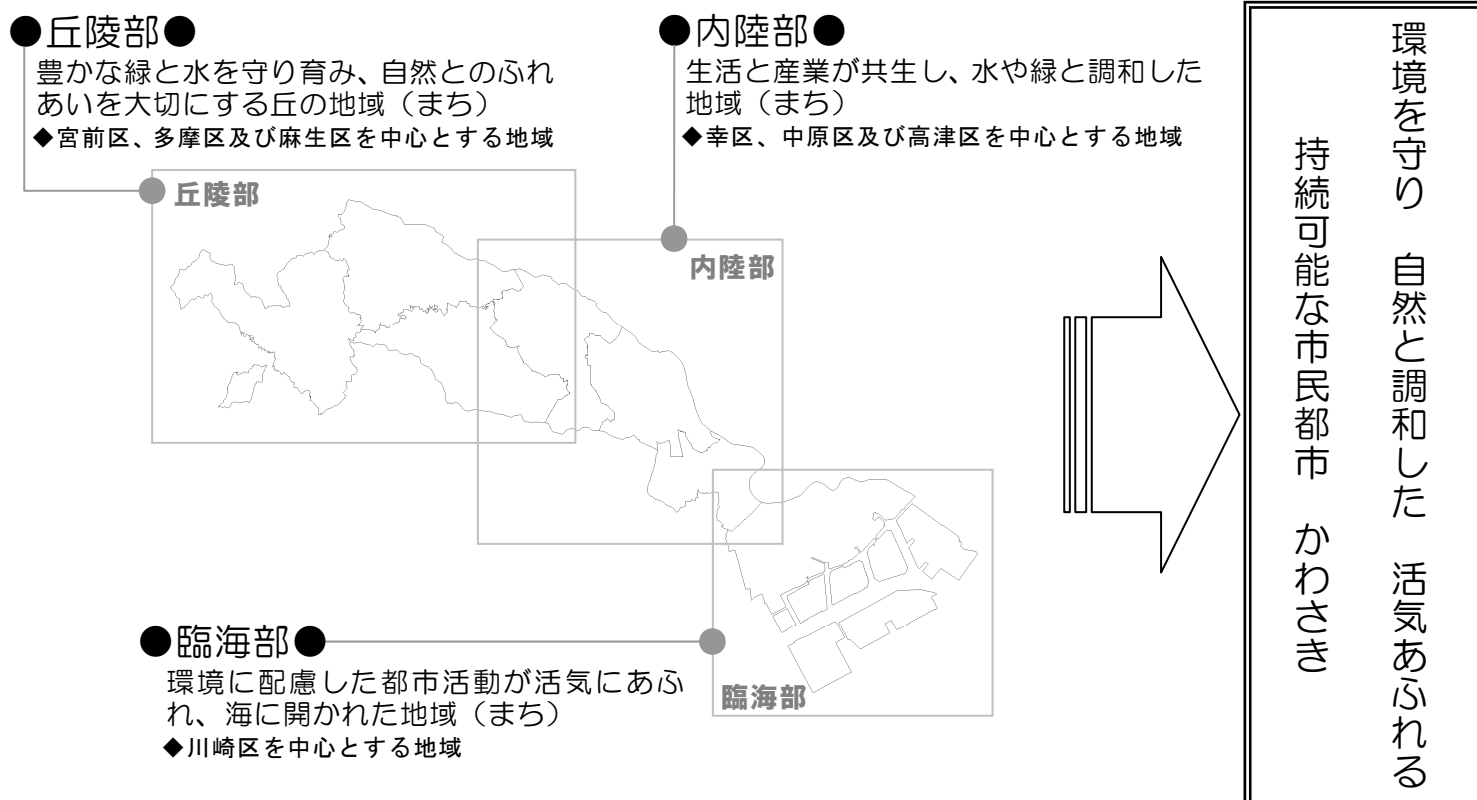 ●丘陵部●
豊かな緑と水を守り育み、自然とのふれ
あいを大切にする丘の地域（まち）
◆宮前区、多摩区及び麻生区を中心とする地域
●内陸部●
生活と産業が共生し、水や緑と調和した
地域（まち）
◆幸区、中原区及び高津区を中心とする地域
丘陵部
内陸部
●臨海部●
環境に配慮した都市活動が活気にあふ
れ、海に開かれた地域（まち）
◆川崎区を中心とする地域
臨海部
環境を守り　自然と調和した　活気あふれる
持続可能な市民都市　かわさき